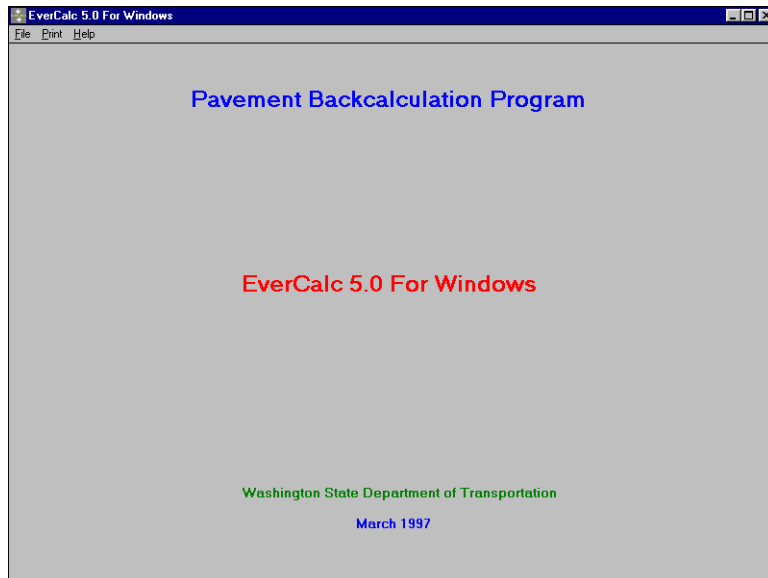 EverCalc 5.0 For Windows
File Print Help
Pavement Backcalculation Program
EverCalc 5.0 For Windows
Washington State Department of Transportation
March 1997